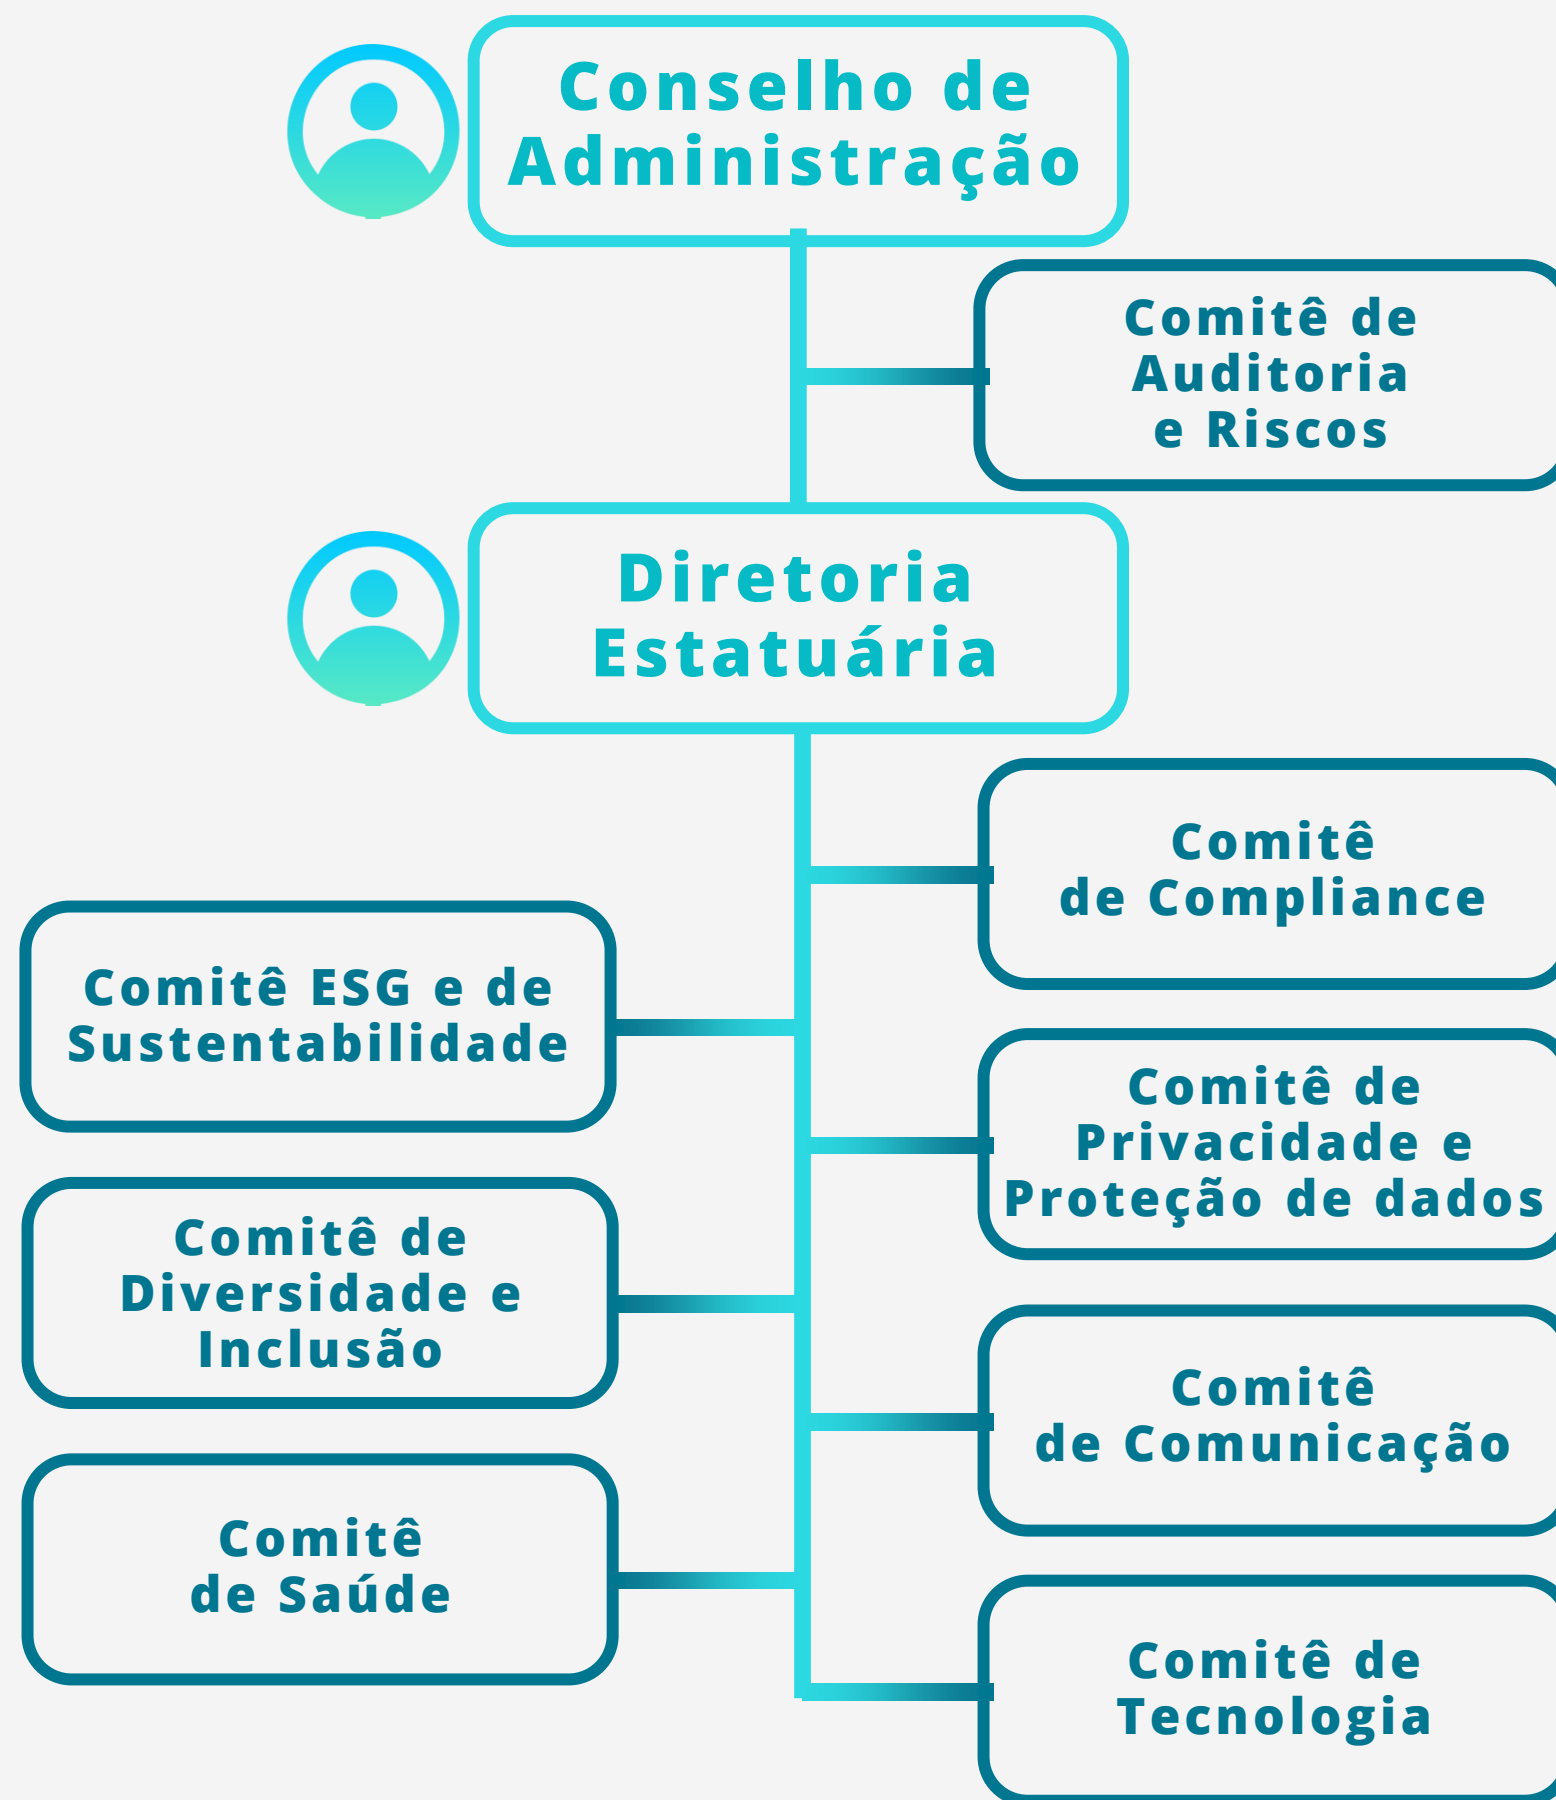 Conselho de
Administração
Comitê de
Auditoria
e Riscos
Diretoria
Estatuária
Comitê
de Compliance
Comitê ESG e de
Sustentabilidade
Comitê de
Privacidade e
Proteção de dados
Comitê de
Diversidade e
Inclusão
Comitê
de Comunicação
Comitê
de Saúde
Comitê de
Tecnologia